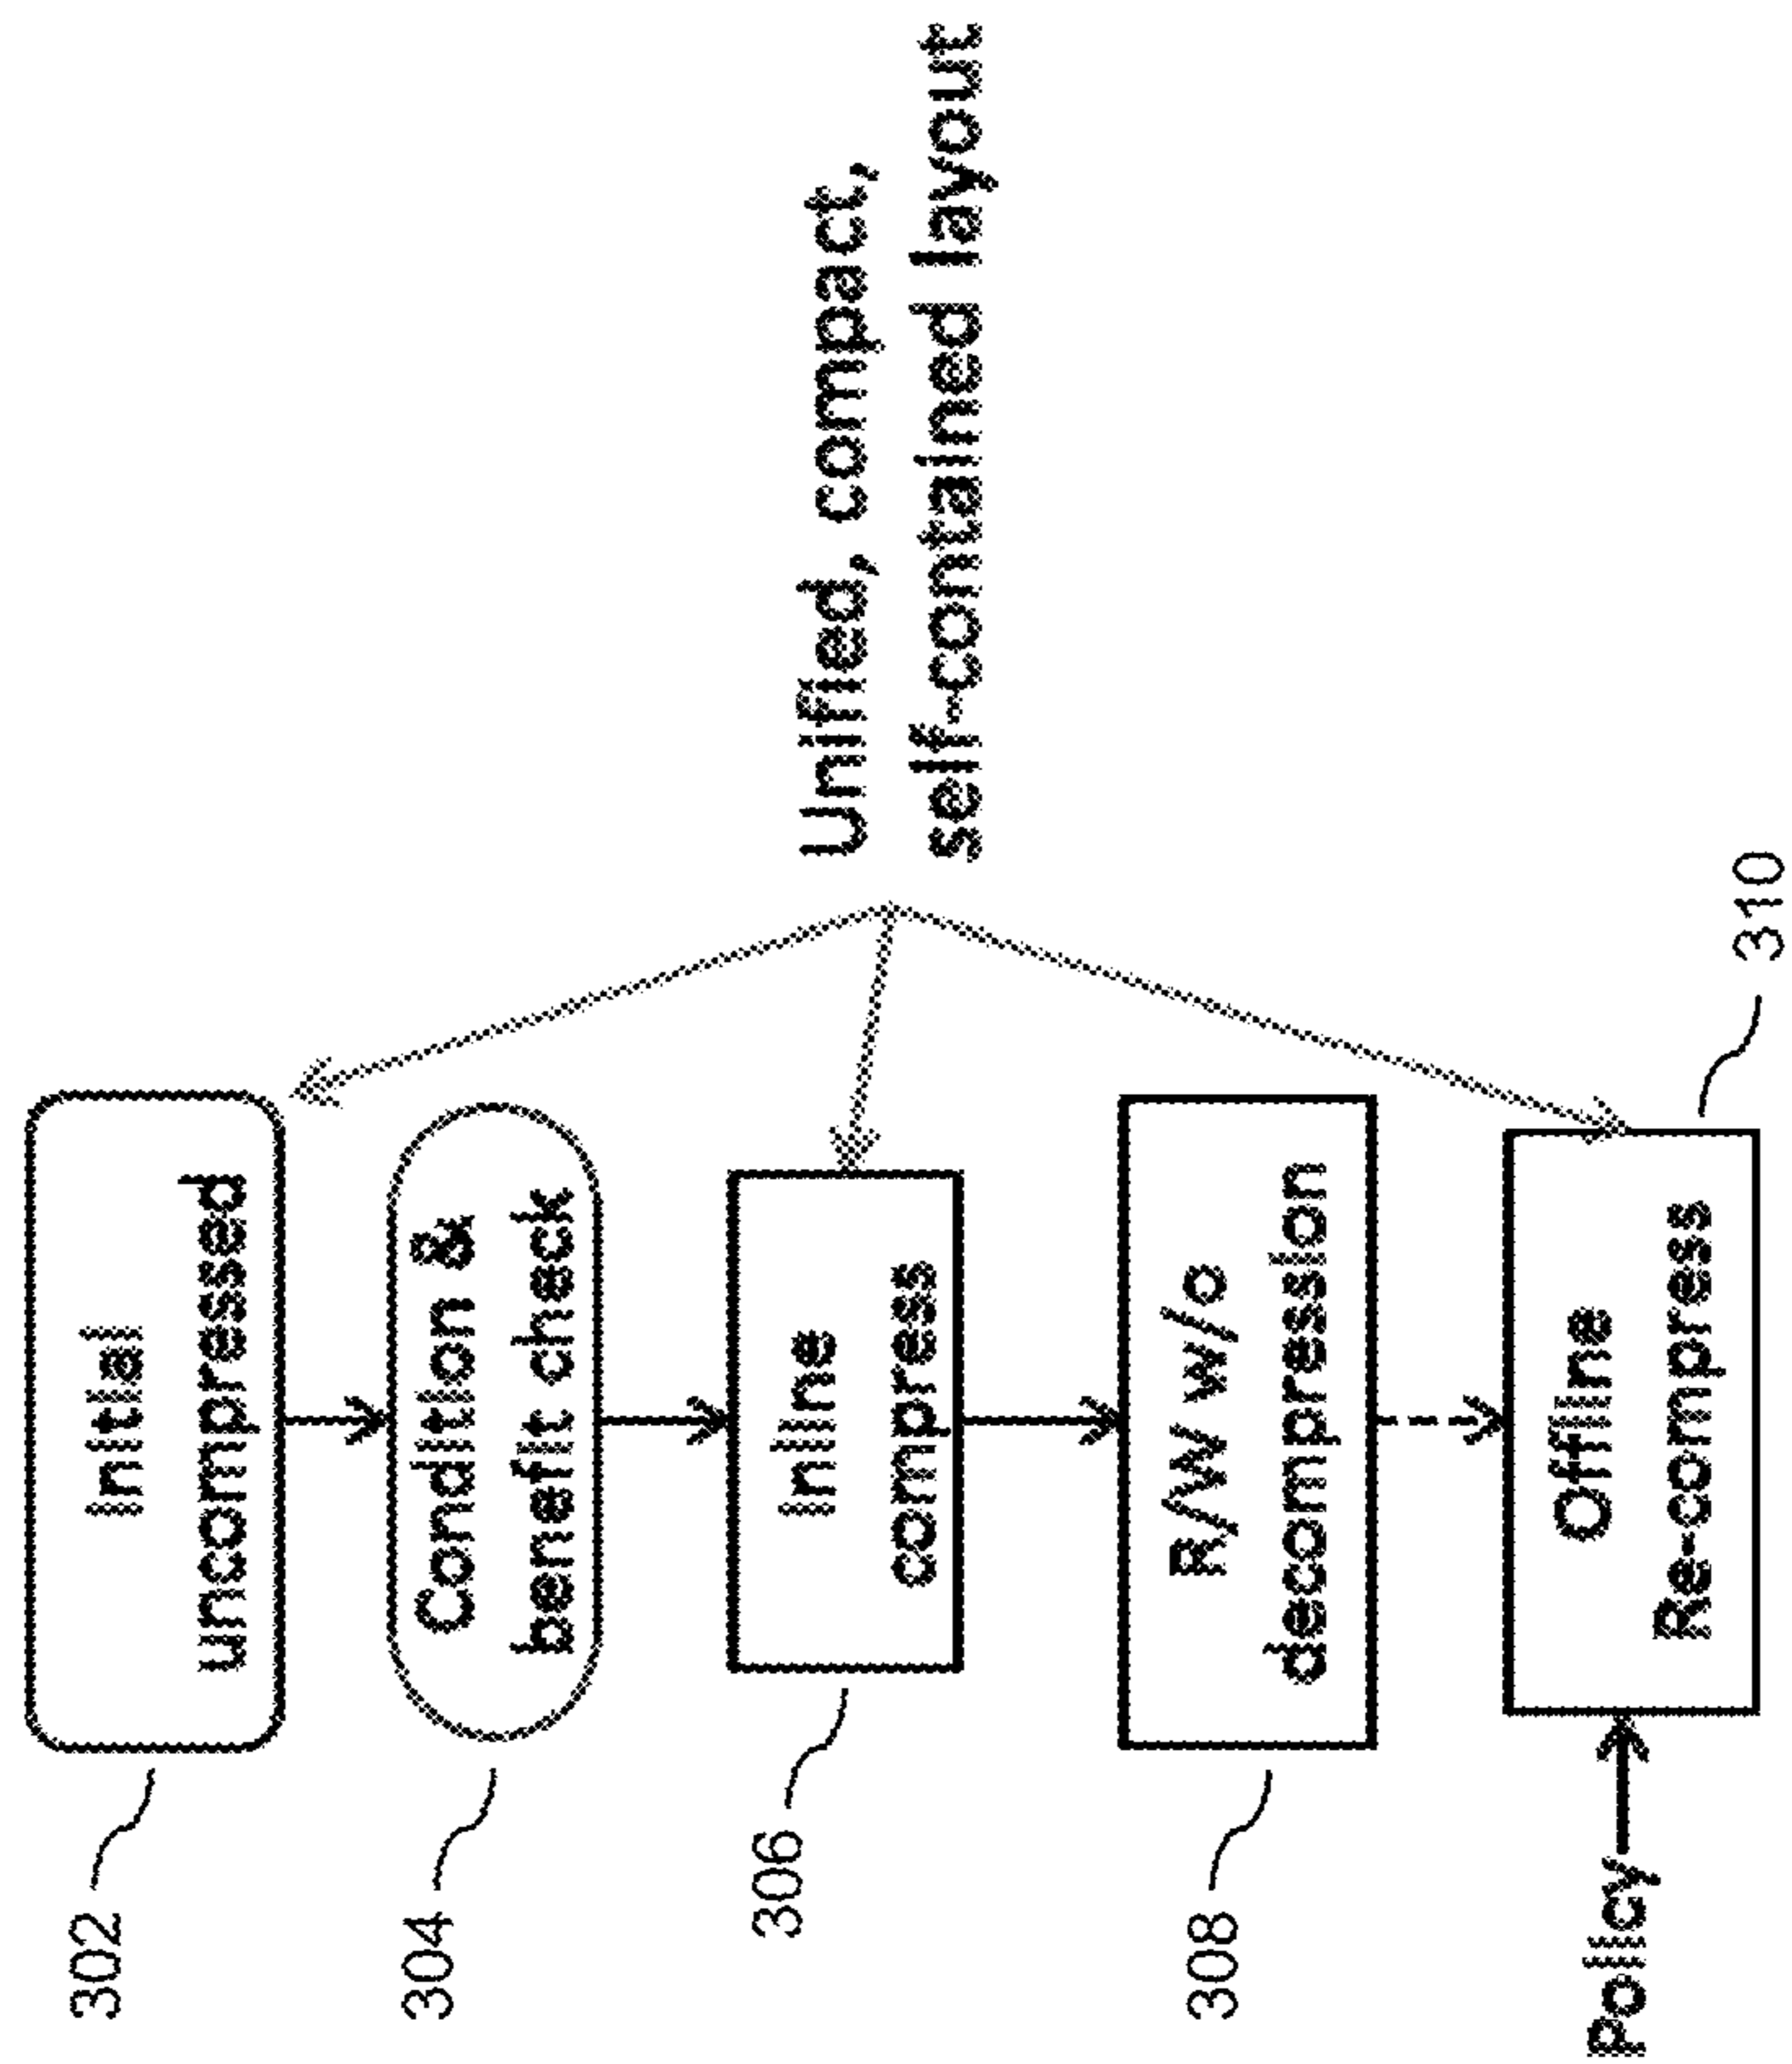 302
Initial
uncompressed
304
Condition &
benefit check
306
Inline
compress
308
R/W w/o
decompression
Policy
Offline
Re-compress
310
Unified, compact,
self-contained layout